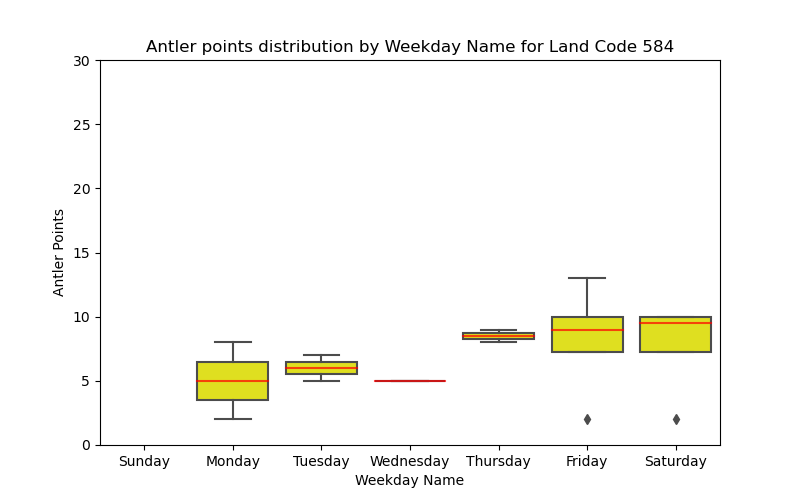 Antler points distribution by Weekday Name for Land Code 584
30
25
20
15
10
5
0
Antler Points
Sunday Monday Tuesday Wednesday Thursday Friday Saturday
Weekday Name